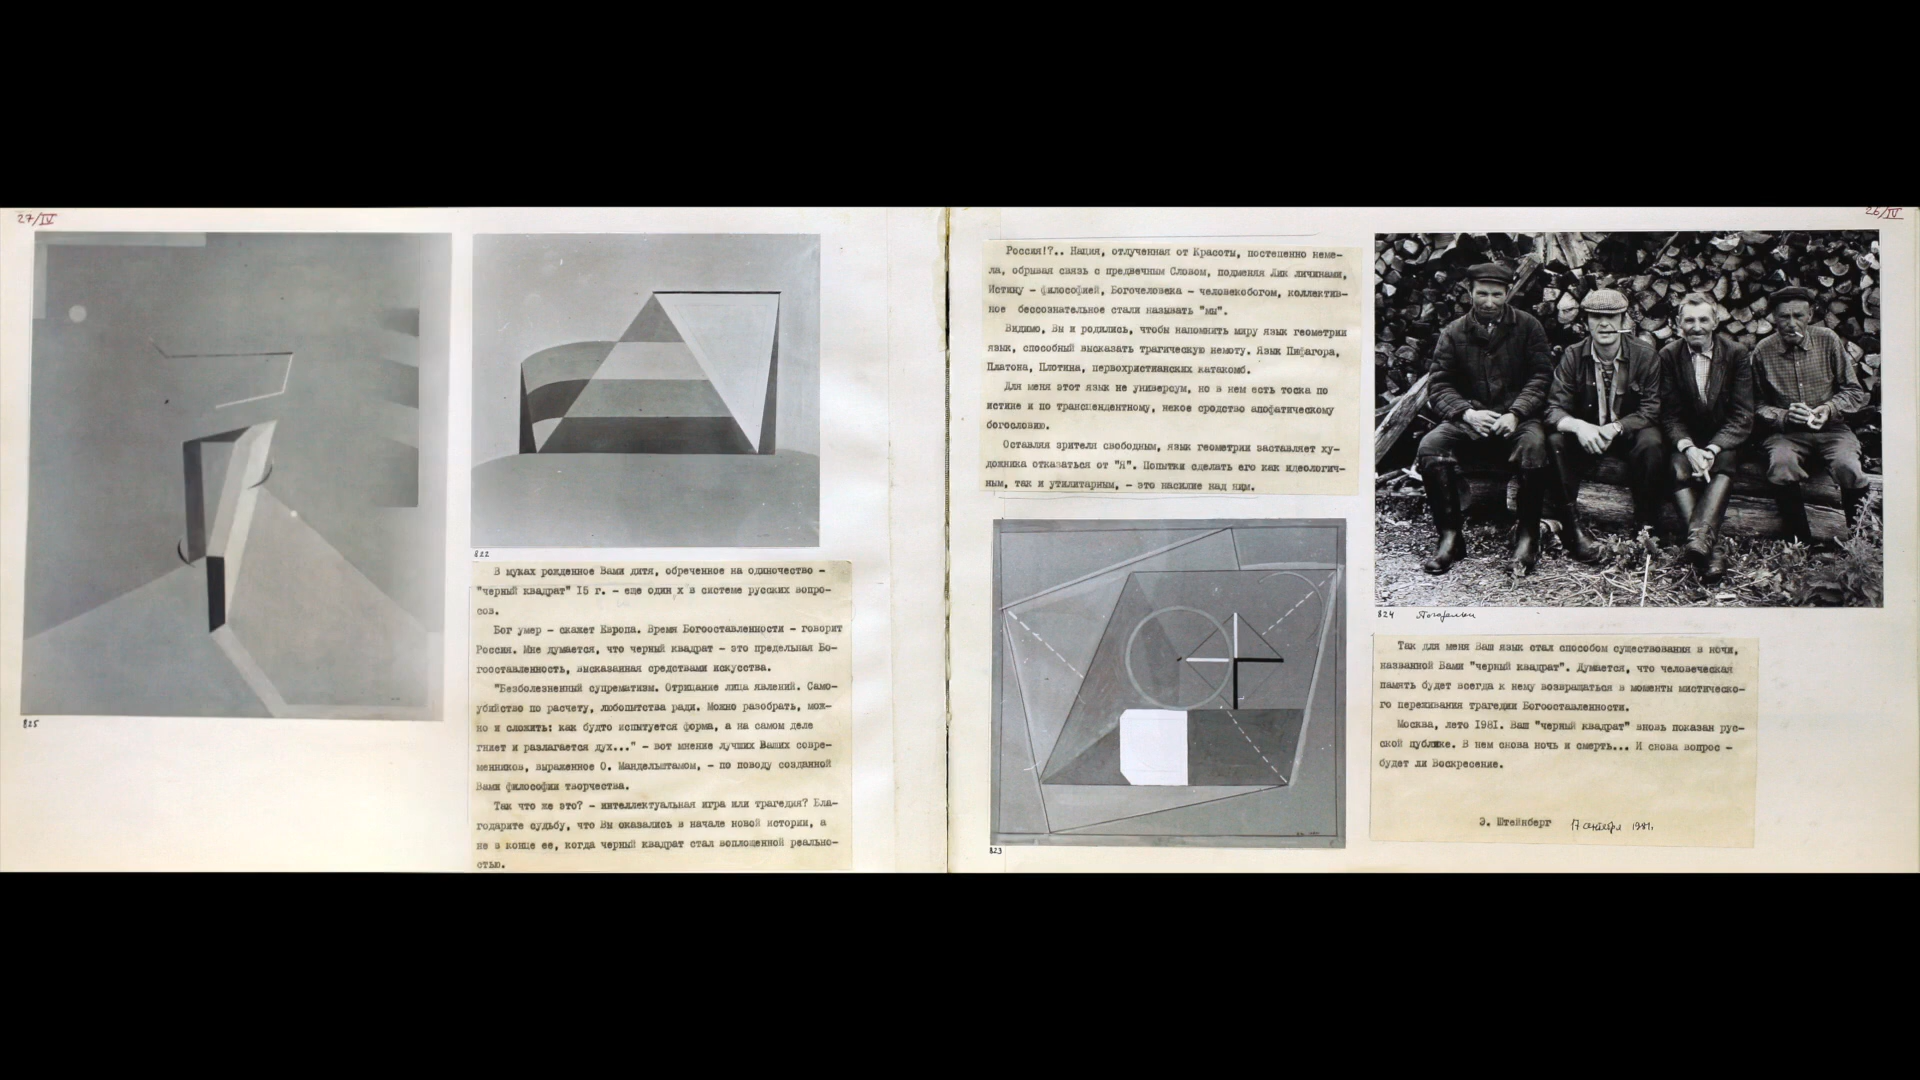 27/IV
825
822
В муках рожденное Вами дитя, обреченное на одиночество -
"черный квадрат" 15 г. - еще один х в системе русских вопро-
сов.
Бог умер - скажет Европа. Время Богооставленности - говорит
Россия. Мне думается, что черный квадрат - это предельная Бо-
гооставленность, высказанная средствами искусства.
"Безболезненный супрематизм. Отрицание лица явлений. Само-
убийство по расчету, любопытства ради. Можно разобрать, мож-
но и сложить: как будто испытуется форма, а на самом деле
гниет и разлагается дух..." - вот мнение лучших Ваших совре-
менников, выраженное О. Мандельштамом, - по поводу созданной
Вами философии творчества.
Так что же это? - интеллектуальная игра или трагедия? Бла-
годарите судьбу, что Вы оказались в начале новой истории, а
не в конце ее, когда черный квадрат стал воплощенной реально-
стью.
26/IV
Россия!?.. Нация, отлученная от Красоты, постепенно неме-
ла, обрывая связь с предвечным Словом, подменяя Лик личинами,
Истину - философией, Богочеловека - человекобогом, коллектив-
ное бессознательное стали называть "мы".
Видимо, Вы и родились, чтобы напомнить миру язык геометрии
язык, способный высказать трагическую немоту. Язык Пифагора,
Платона, Плотина, первохристианских катакомб.
Для меня этот язык не универсум, но в нем есть тоска по
истине и по трансцендентному, некое сродство апофатическому
богословию.
Оставляя зрителя свободным, язык геометрии заставляет ху-
дожника отказаться от "Я". Попытки сделать его как идеологич-
ным, так и утилитарным, - это насилие над ним.
823
824 Погорелки
Так для меня Ваш язык стал способом существования в ночи,
названной Вами "черный квадрат". Думается, что человеческая
память будет всегда к нему возвращаться в моменты мистическо-
го переживания трагедии Богооставленности.
Москва, лето 1981. Ваш "черный квадрат" вновь показан рус-
ской публике. В нем снова ночь и смерть... И снова вопрос -
будет ли Воскресение.
Э. Штейнберг 17 сентября 1981.